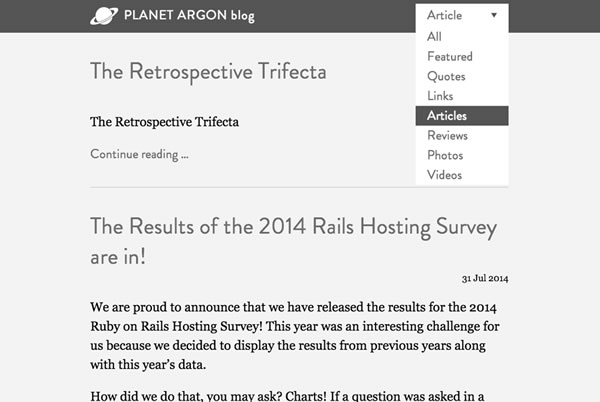 PLANET ARGON blog
Article
All
Featured
Quotes
Links
Articles
Reviews
Photos
Videos
The Retrospective Trifecta
The Retrospective Trifecta
Continue reading ...
The Results of the 2014 Rails Hosting Survey
are in!
31 Jul 2014
We are proud to announce that we have released the results for the 2014
Ruby on Rails Hosting Survey! This year was an interesting challenge for
us because we decided to display the results from previous years along
with this year's data.
How did we do that, you may ask? Charts! If a question was asked in a